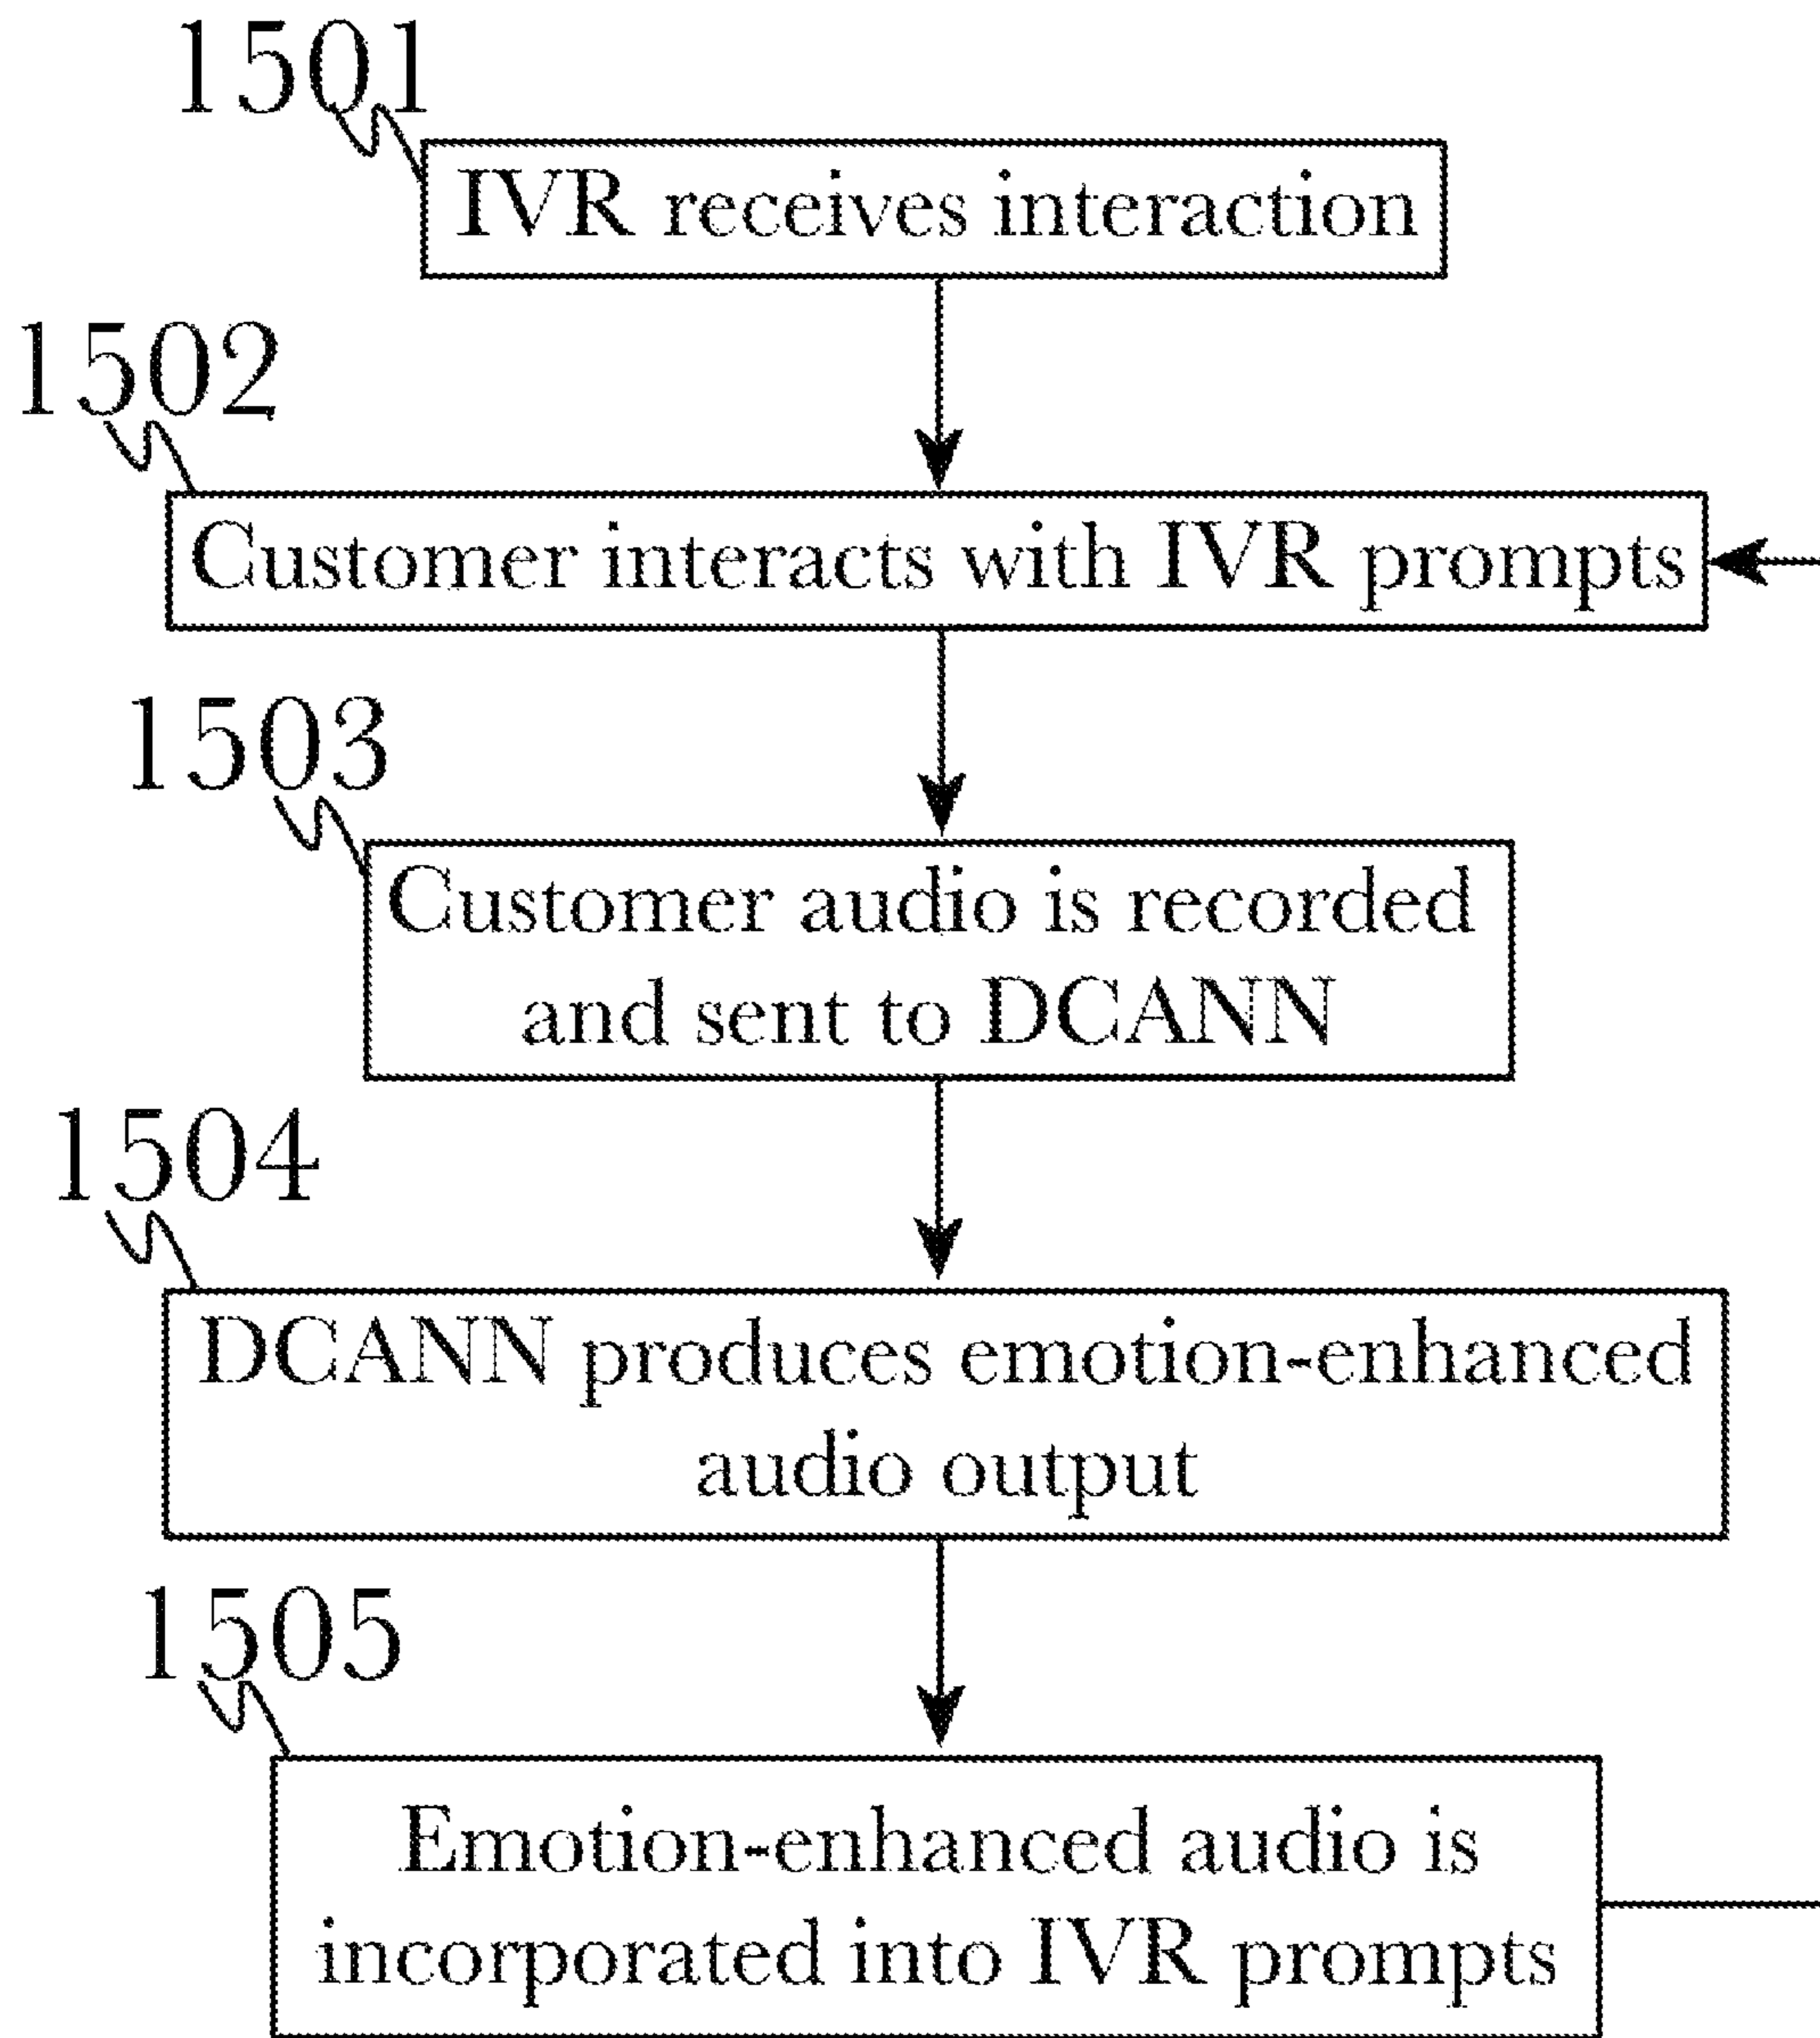 1501
IVR receives interaction
1502
Customer interacts with IVR prompts
1503
Customer audio is recorded
and sent to DCANN
1504
DCANN produces emotion-enhanced
audio output
1505
Emotion-enhanced audio is
incorporated into IVR prompts